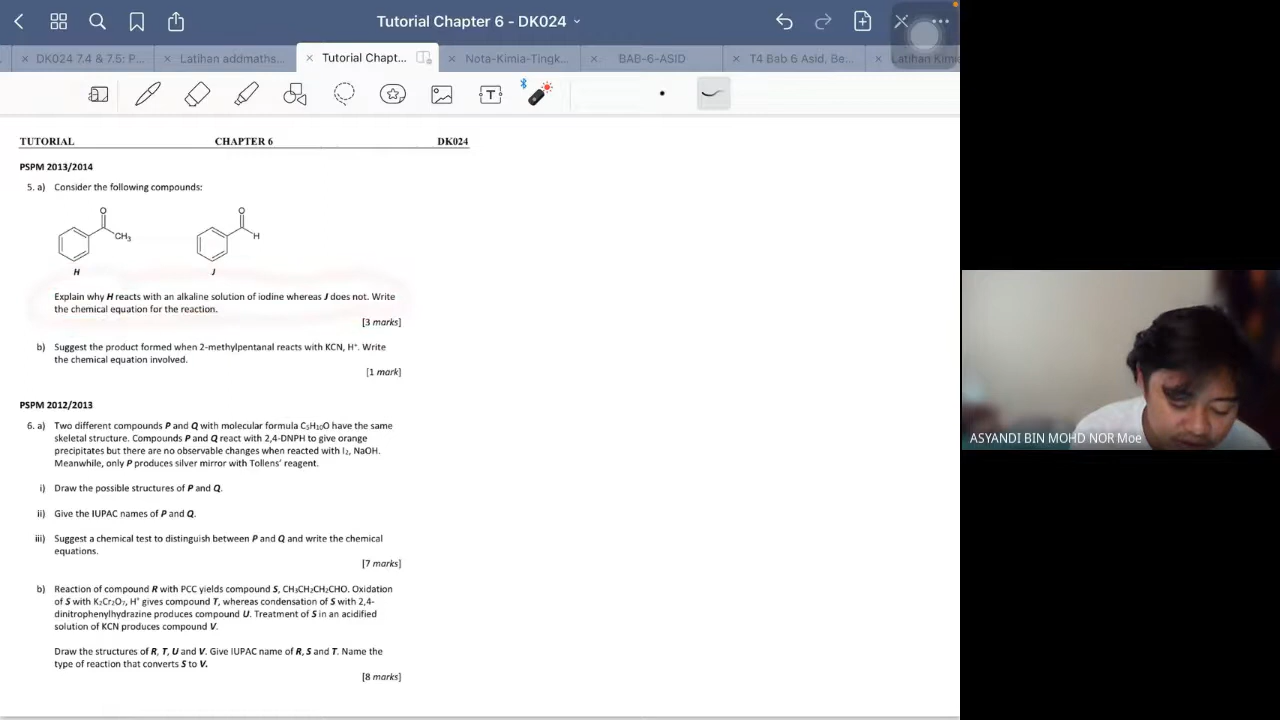 Tutorial Chapter 6 - DK024
DK024 7.4 & 7.5: P...
Latihan addmaths...
Tutorial Chapt...
Nota-Kimia-Tingk...
BAB-6-ASID
T4 Bab 6 Asid, Be...
Latihan Kimi
TUTORIAL CHAPTER 6 DK024
PSPM 2013/2014
5. a) Consider the following compounds:
O O
CH3 H
H J
Explain why H reacts with an alkaline solution of iodine whereas J does not. Write
the chemical equation for the reaction.
[3 marks]
b) Suggest the product formed when 2-methylpentanal reacts with KCN, H⁺. Write
the chemical equation involved.
[1 mark]
PSPM 2012/2013
6. a) Two different compounds P and Q with molecular formula C₅H₁₀O have the same
skeletal structure. Compounds P and Q react with 2,4-DNPH to give orange
precipitates but there are no observable changes when reacted with I₂, NaOH.
Meanwhile, only P produces silver mirror with Tollens' reagent.
i) Draw the possible structures of P and Q.
ii) Give the IUPAC names of P and Q.
iii) Suggest a chemical test to distinguish between P and Q and write the chemical
equations.
[7 marks]
b) Reaction of compound R with PCC yields compound S, CH₃CH₂CH₂CHO. Oxidation
of S with K₂Cr₂O₇, H⁺ gives compound T, whereas condensation of S with 2,4-
dinitrophenylhydrazine produces compound U. Treatment of S in an acidified
solution of KCN produces compound V.
Draw the structures of R, T, U and V. Give IUPAC name of R, S and T. Name the
type of reaction that converts S to V.
[8 marks]
ASYANDI BIN MOHD NOR Moe